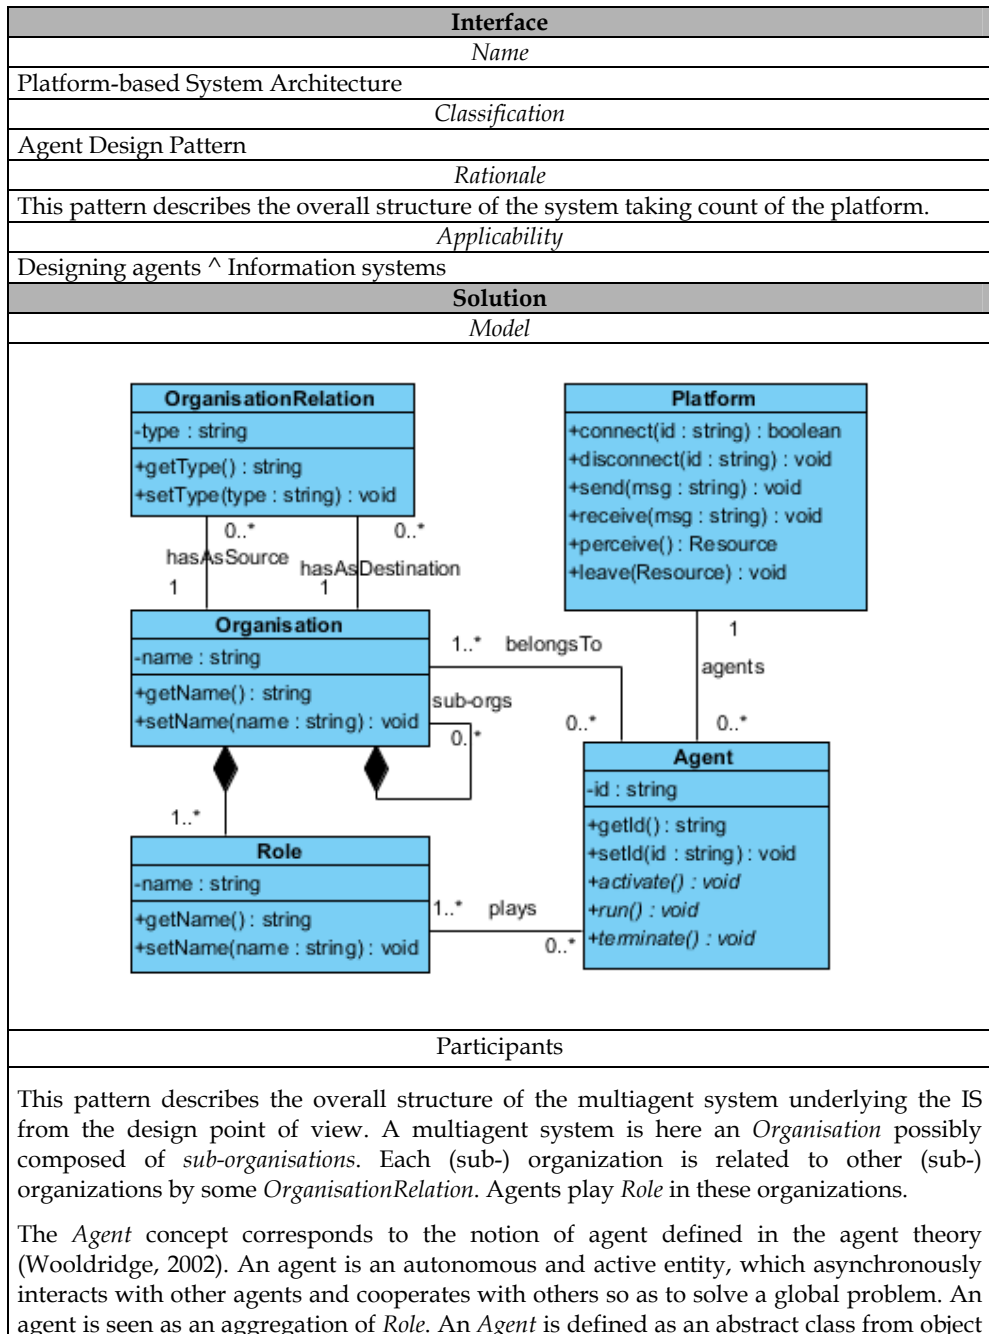 Interface
Name
Platform-based System Architecture
Classification
Agent Design Pattern
Rationale
This pattern describes the overall structure of the system taking count of the platform.
Applicability
Designing agents ^ Information systems
Solution
Model
OrganisationRelation
-type : string
+getType() : string
+setType(type : string) : void
Platform
+connect(id : string) : boolean
+disconnect(id : string) : void
+send(msg : string) : void
+receive(msg : string) : void
+perceive() : Resource
+leave(Resource) : void
0..*
0..*
hasAsSource
hasAsDestination
1
1
Organisation
-name : string
+getName() : string
+setName(name : string) : void
1..* belongsTo
sub-orgs
0..*
0..*
1
agents
0..*
Agent
-id : string
+getId() : string
+setId(id : string) : void
+activate() : void
+run() : void
+terminate() : void
1..*
Role
-name : string
+getName() : string
+setName(name : string) : void
1..* plays
0..*
Participants
This pattern describes the overall structure of the multiagent system underlying the IS
from the design point of view. A multiagent system is here an Organisation possibly
composed of sub-organisations. Each (sub-) organization is related to other (sub-)
organizations by some OrganisationRelation. Agents play Role in these organizations.
The Agent concept corresponds to the notion of agent defined in the agent theory
(Wooldridge, 2002). An agent is an autonomous and active entity, which asynchronously
interacts with other agents and cooperates with others so as to solve a global problem. An
agent is seen as an aggregation of Role. An Agent is defined as an abstract class from object